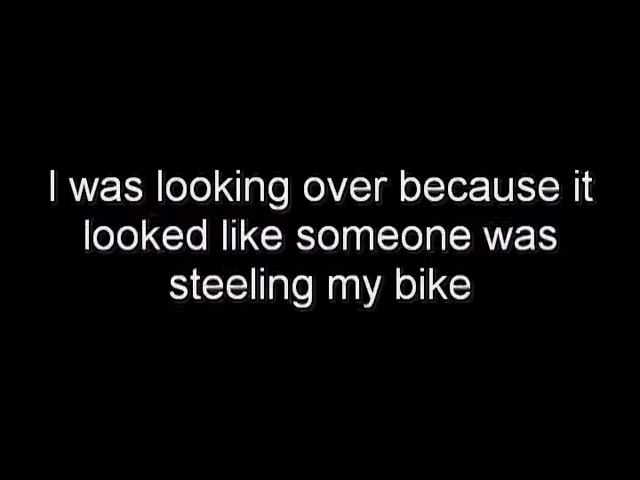 I was looking over because it
looked like someone was
steeling my bike